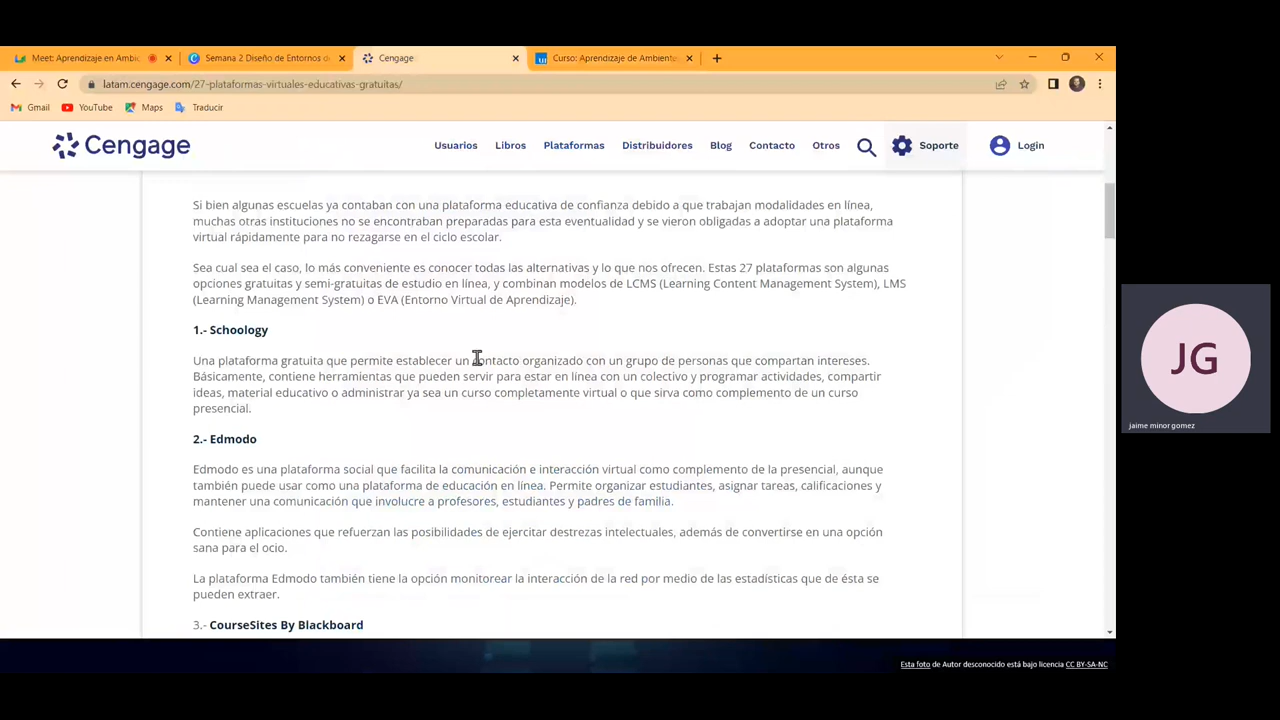 Meet: Aprendizaje en Ambie
Semana 2 Diseño de Entornos d
Cengage
Curso: Aprendizaje de Ambiente
latam.cengage.com/27-plataformas-virtuales-educativas-gratuitas/
Gmail YouTube Maps Traducir
Cengage
Usuarios Libros Plataformas Distribuidores Blog Contacto Otros Soporte Login
Si bien algunas escuelas ya contaban con una plataforma educativa de confianza debido a que trabajan modalidades en línea,
muchas otras instituciones no se encontraban preparadas para esta eventualidad y se vieron obligadas a adoptar una plataforma
virtual rápidamente para no rezagarse en el ciclo escolar.
Sea cual sea el caso, lo más conveniente es conocer todas las alternativas y lo que nos ofrecen. Estas 27 plataformas son algunas
opciones gratuitas y semi-gratuitas de estudio en línea, y combinan modelos de LCMS (Learning Content Management System), LMS
(Learning Management System) o EVA (Entorno Virtual de Aprendizaje).
1.- Schoology
Una plataforma gratuita que permite establecer un contacto organizado con un grupo de personas que compartan intereses.
Básicamente, contiene herramientas que pueden servir para estar en línea con un colectivo y programar actividades, compartir
ideas, material educativo o administrar ya sea un curso completamente virtual o que sirva como complemento de un curso
presencial.
2.- Edmodo
Edmodo es una plataforma social que facilita la comunicación e interacción virtual como complemento de la presencial, aunque
también puede usar como una plataforma de educación en línea. Permite organizar estudiantes, asignar tareas, calificaciones y
mantener una comunicación que involucre a profesores, estudiantes y padres de familia.
Contiene aplicaciones que refuerzan las posibilidades de ejercitar destrezas intelectuales, además de convertirse en una opción
sana para el ocio.
La plataforma Edmodo también tiene la opción monitorear la interacción de la red por medio de las estadísticas que de ésta se
pueden extraer.
3.- CourseSites By Blackboard
JG
jaime minor gomez
Esta foto de Autor desconocido está bajo licencia CC BY-SA-NC